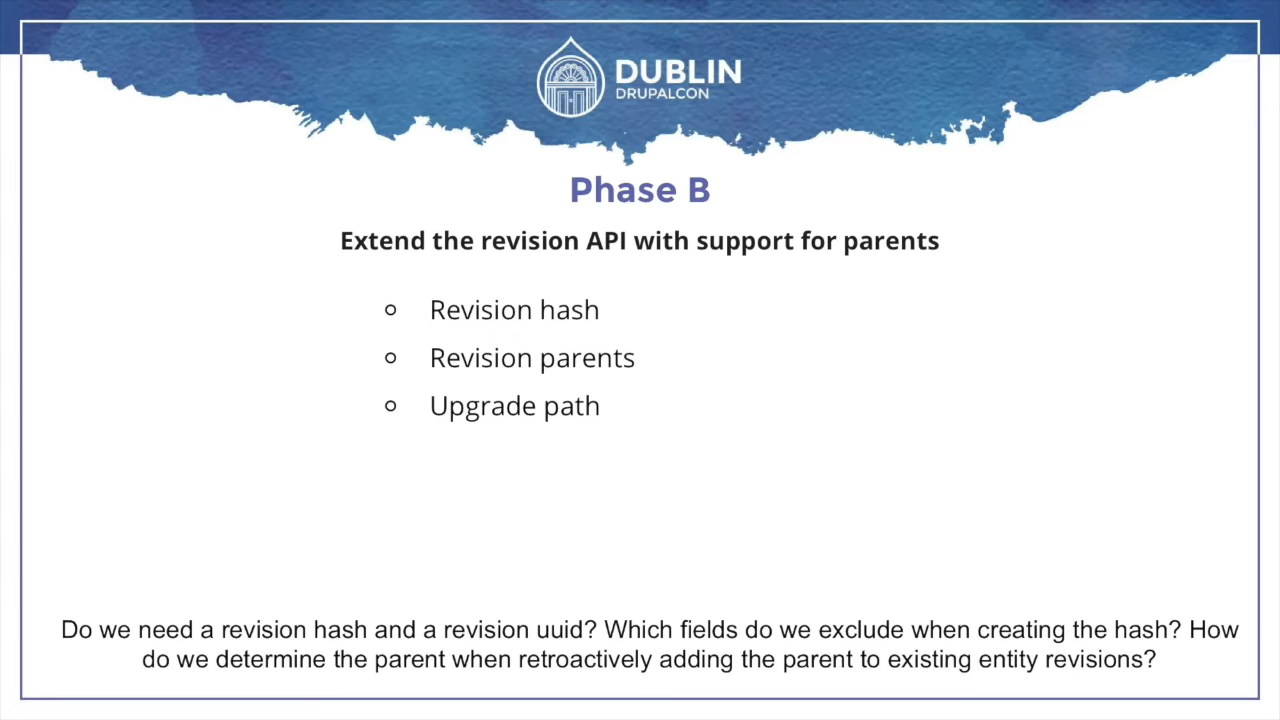 DUBLIN
DRUPALCON
Phase B
Extend the revision API with support for parents
Revision hash
Revision parents
Upgrade path
Do we need a revision hash and a revision uuid? Which fields do we exclude when creating the hash? How
do we determine the parent when retroactively adding the parent to existing entity revisions?